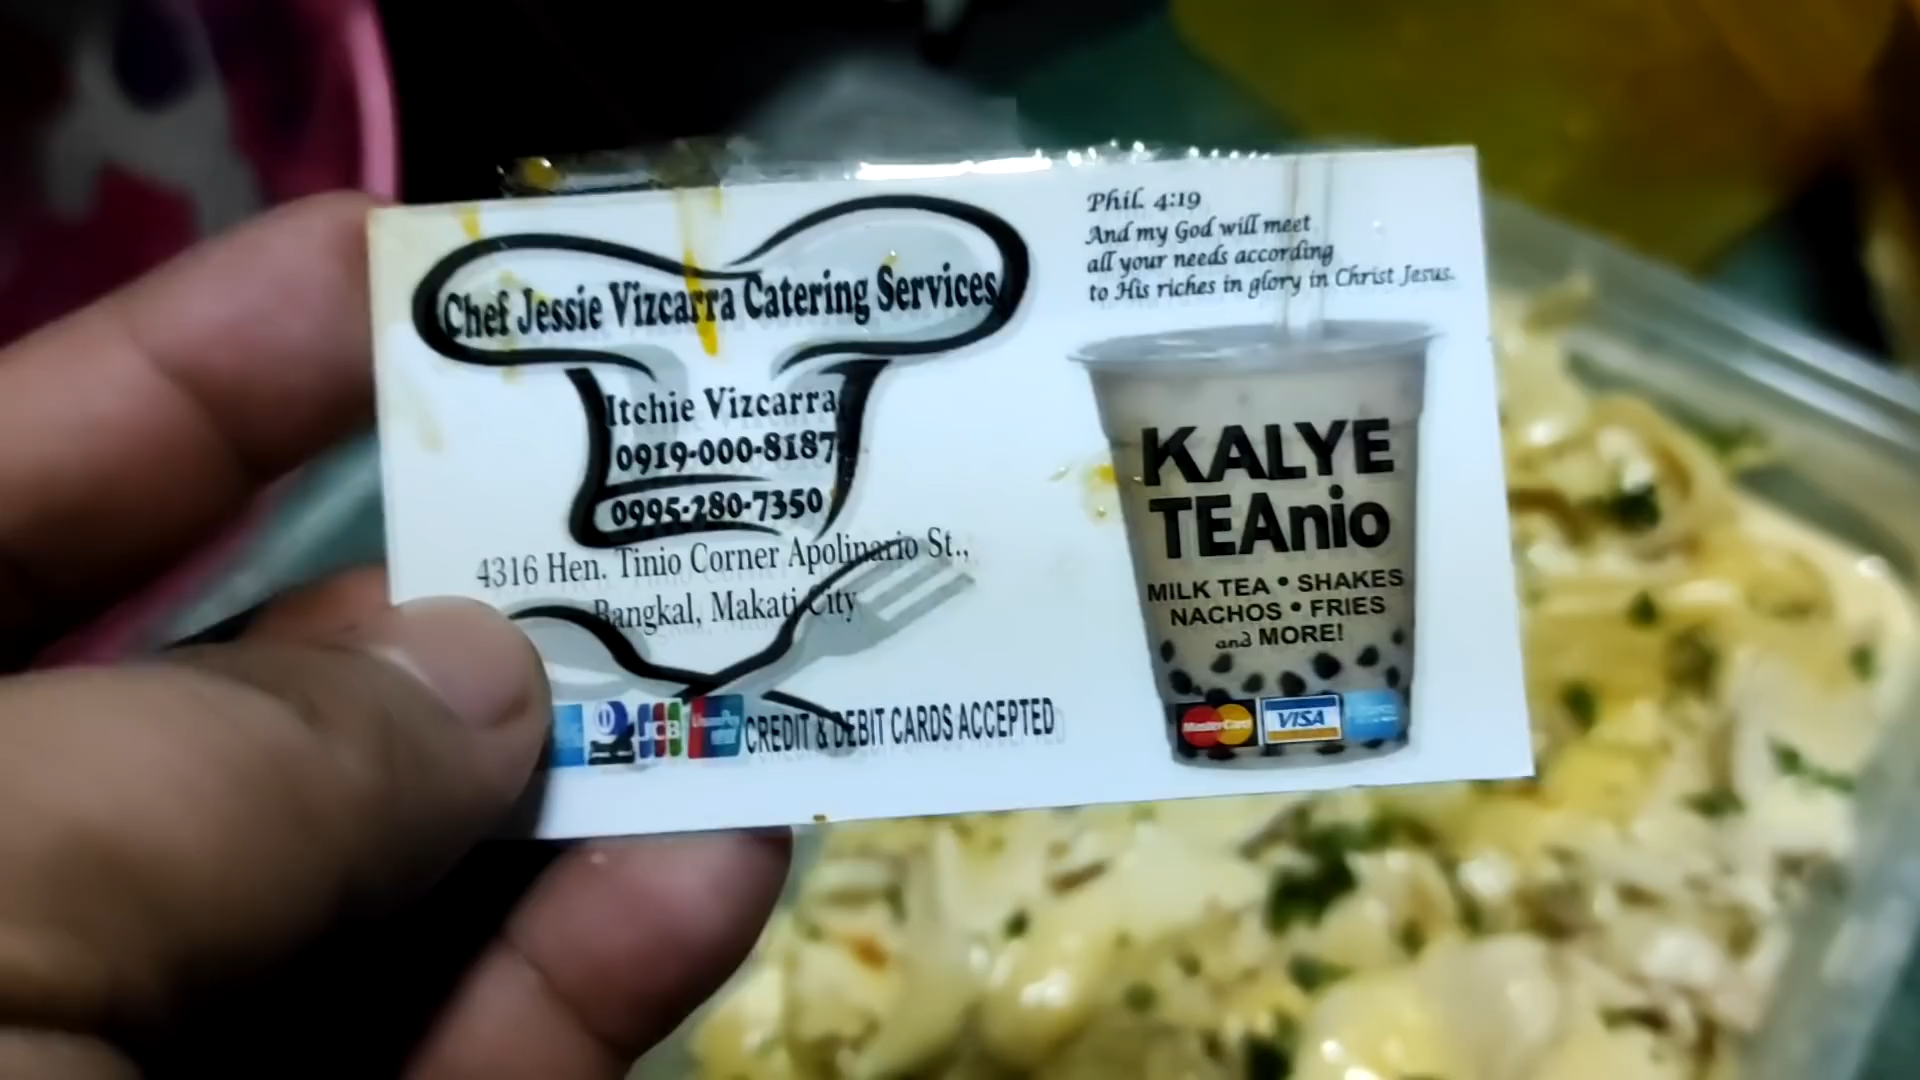 Chef Jessie Vizcarra Catering Services
Itchie Vizcarra
0919-000-8187
0995-280-7350
4316 Hen. Tinio Corner Apolinario St.,
Bangkal, Makati City
JCB
UnionPay
CREDIT & DEBIT CARDS ACCEPTED
Phil. 4:19
And my God will meet
all your needs according
to His riches in glory in Christ Jesus.
KALYE
TEAnio
MILK TEA • SHAKES
NACHOS • FRIES
and MORE!
MasterCard
VISA